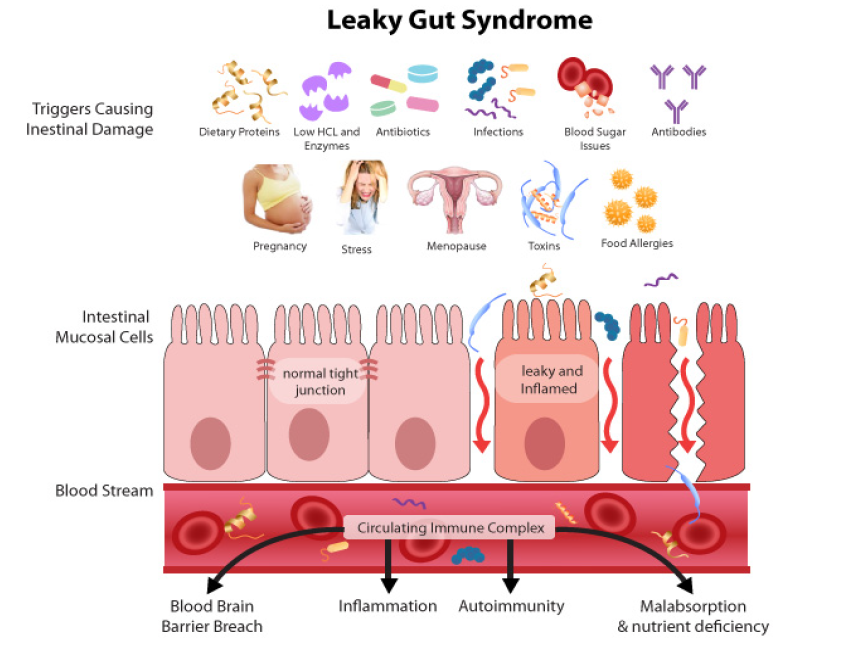 Leaky Gut Syndrome
Triggers Causing
Inestinal Damage
Dietary Proteins
Low HCL and
Enzymes
Antibiotics
Infections
Blood Sugar
Issues
Antibodies
Pregnancy
Stress
Menopause
Toxins
Food Allergies
Intestinal
Mucosal Cells
normal tight
junction
leaky and
Inflamed
Blood Stream
Circulating Immune Complex
Blood Brain
Barrier Breach
Inflammation
Autoimmunity
Malabsorption
& nutrient deficiency